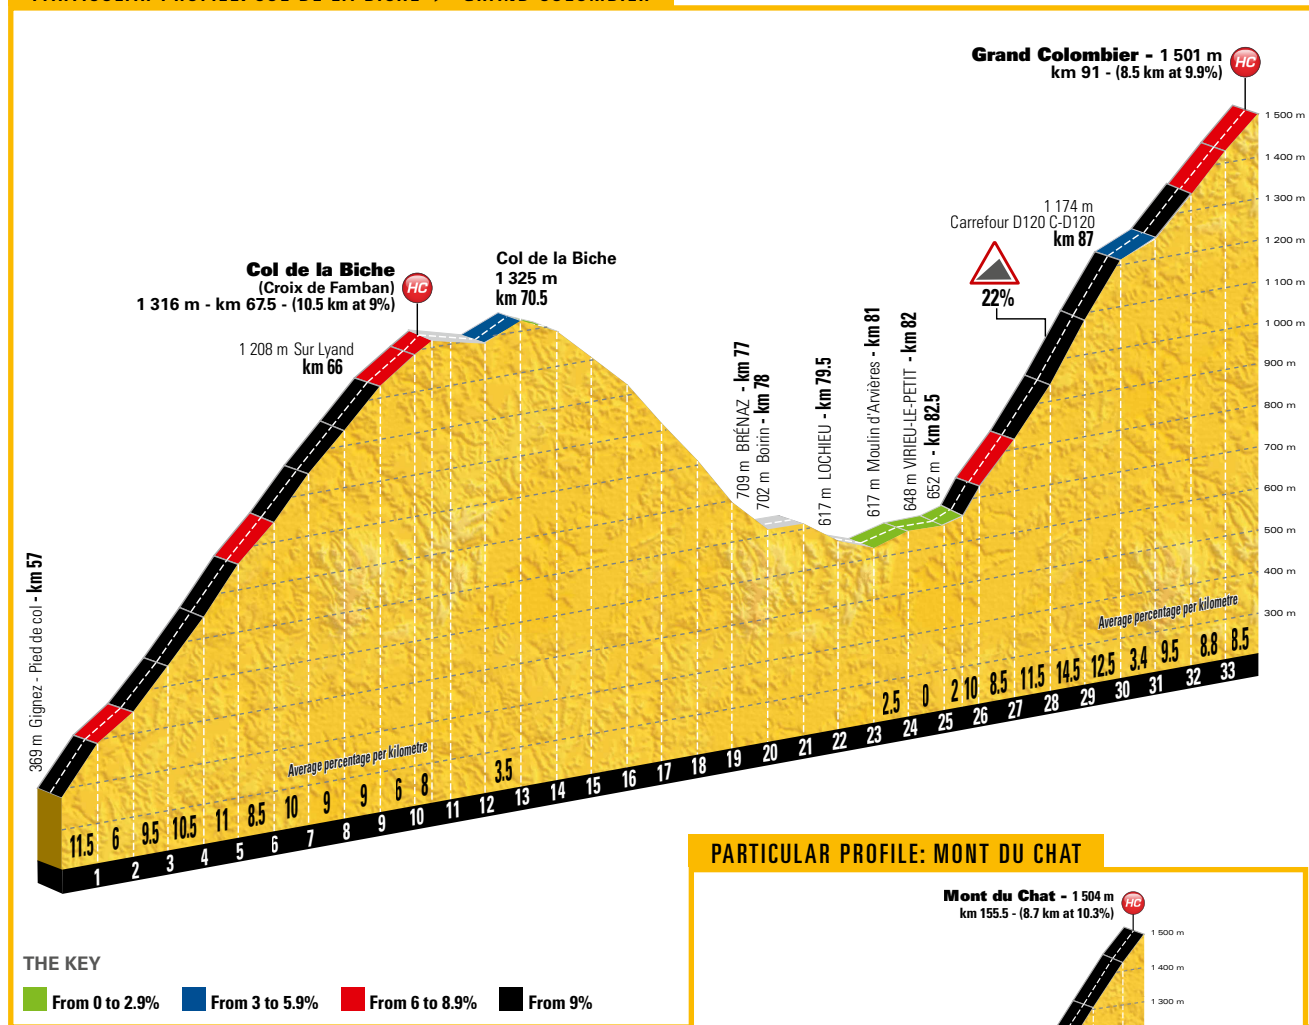 PARTICULAR PROFILE: COL DE LA BICHE / GRAND COLOMBIER
Grand Colombier - 1 501 m
km 91 - (8.5 km at 9.9%)
HC
1 500 m
1 400 m
1 300 m
1 200 m
1 100 m
1 000 m
900 m
800 m
700 m
600 m
500 m
400 m
300 m
1 174 m
Carrefour D120 C-D120
km 87
22%
Col de la Biche
(Croix de Famban)
1 316 m - km 67.5 - (10.5 km at 9%)
HC
Col de la Biche
1 325 m
km 70.5
1 208 m Sur Lyand
km 66
369 m Gignez - Pied de col - km 57
709 m BRÉNAZ - km 77
702 m Boirin - km 78
617 m LOCHIEU - km 79.5
617 m Moulin d'Arvières - km 81
648 m VIRIEU-LE-PETIT - km 82
652 m - km 82.5
Average percentage per kilometre
Average percentage per kilometre
11.5 6 9.5 10.5 11 8.5 10 9 9 6 8 3.5 2.5 0 2 10 8.5 11.5 14.5 12.5 3.4 9.5 8.8 8.5
1 2 3 4 5 6 7 8 9 10 11 12 13 14 15 16 17 18 19 20 21 22 23 24 25 26 27 28 29 30 31 32 33
THE KEY
From 0 to 2.9%
From 3 to 5.9%
From 6 to 8.9%
From 9%
PARTICULAR PROFILE: MONT DU CHAT
Mont du Chat - 1 504 m
km 155.5 - (8.7 km at 10.3%)
HC
1 500 m
1 400 m
1 300 m